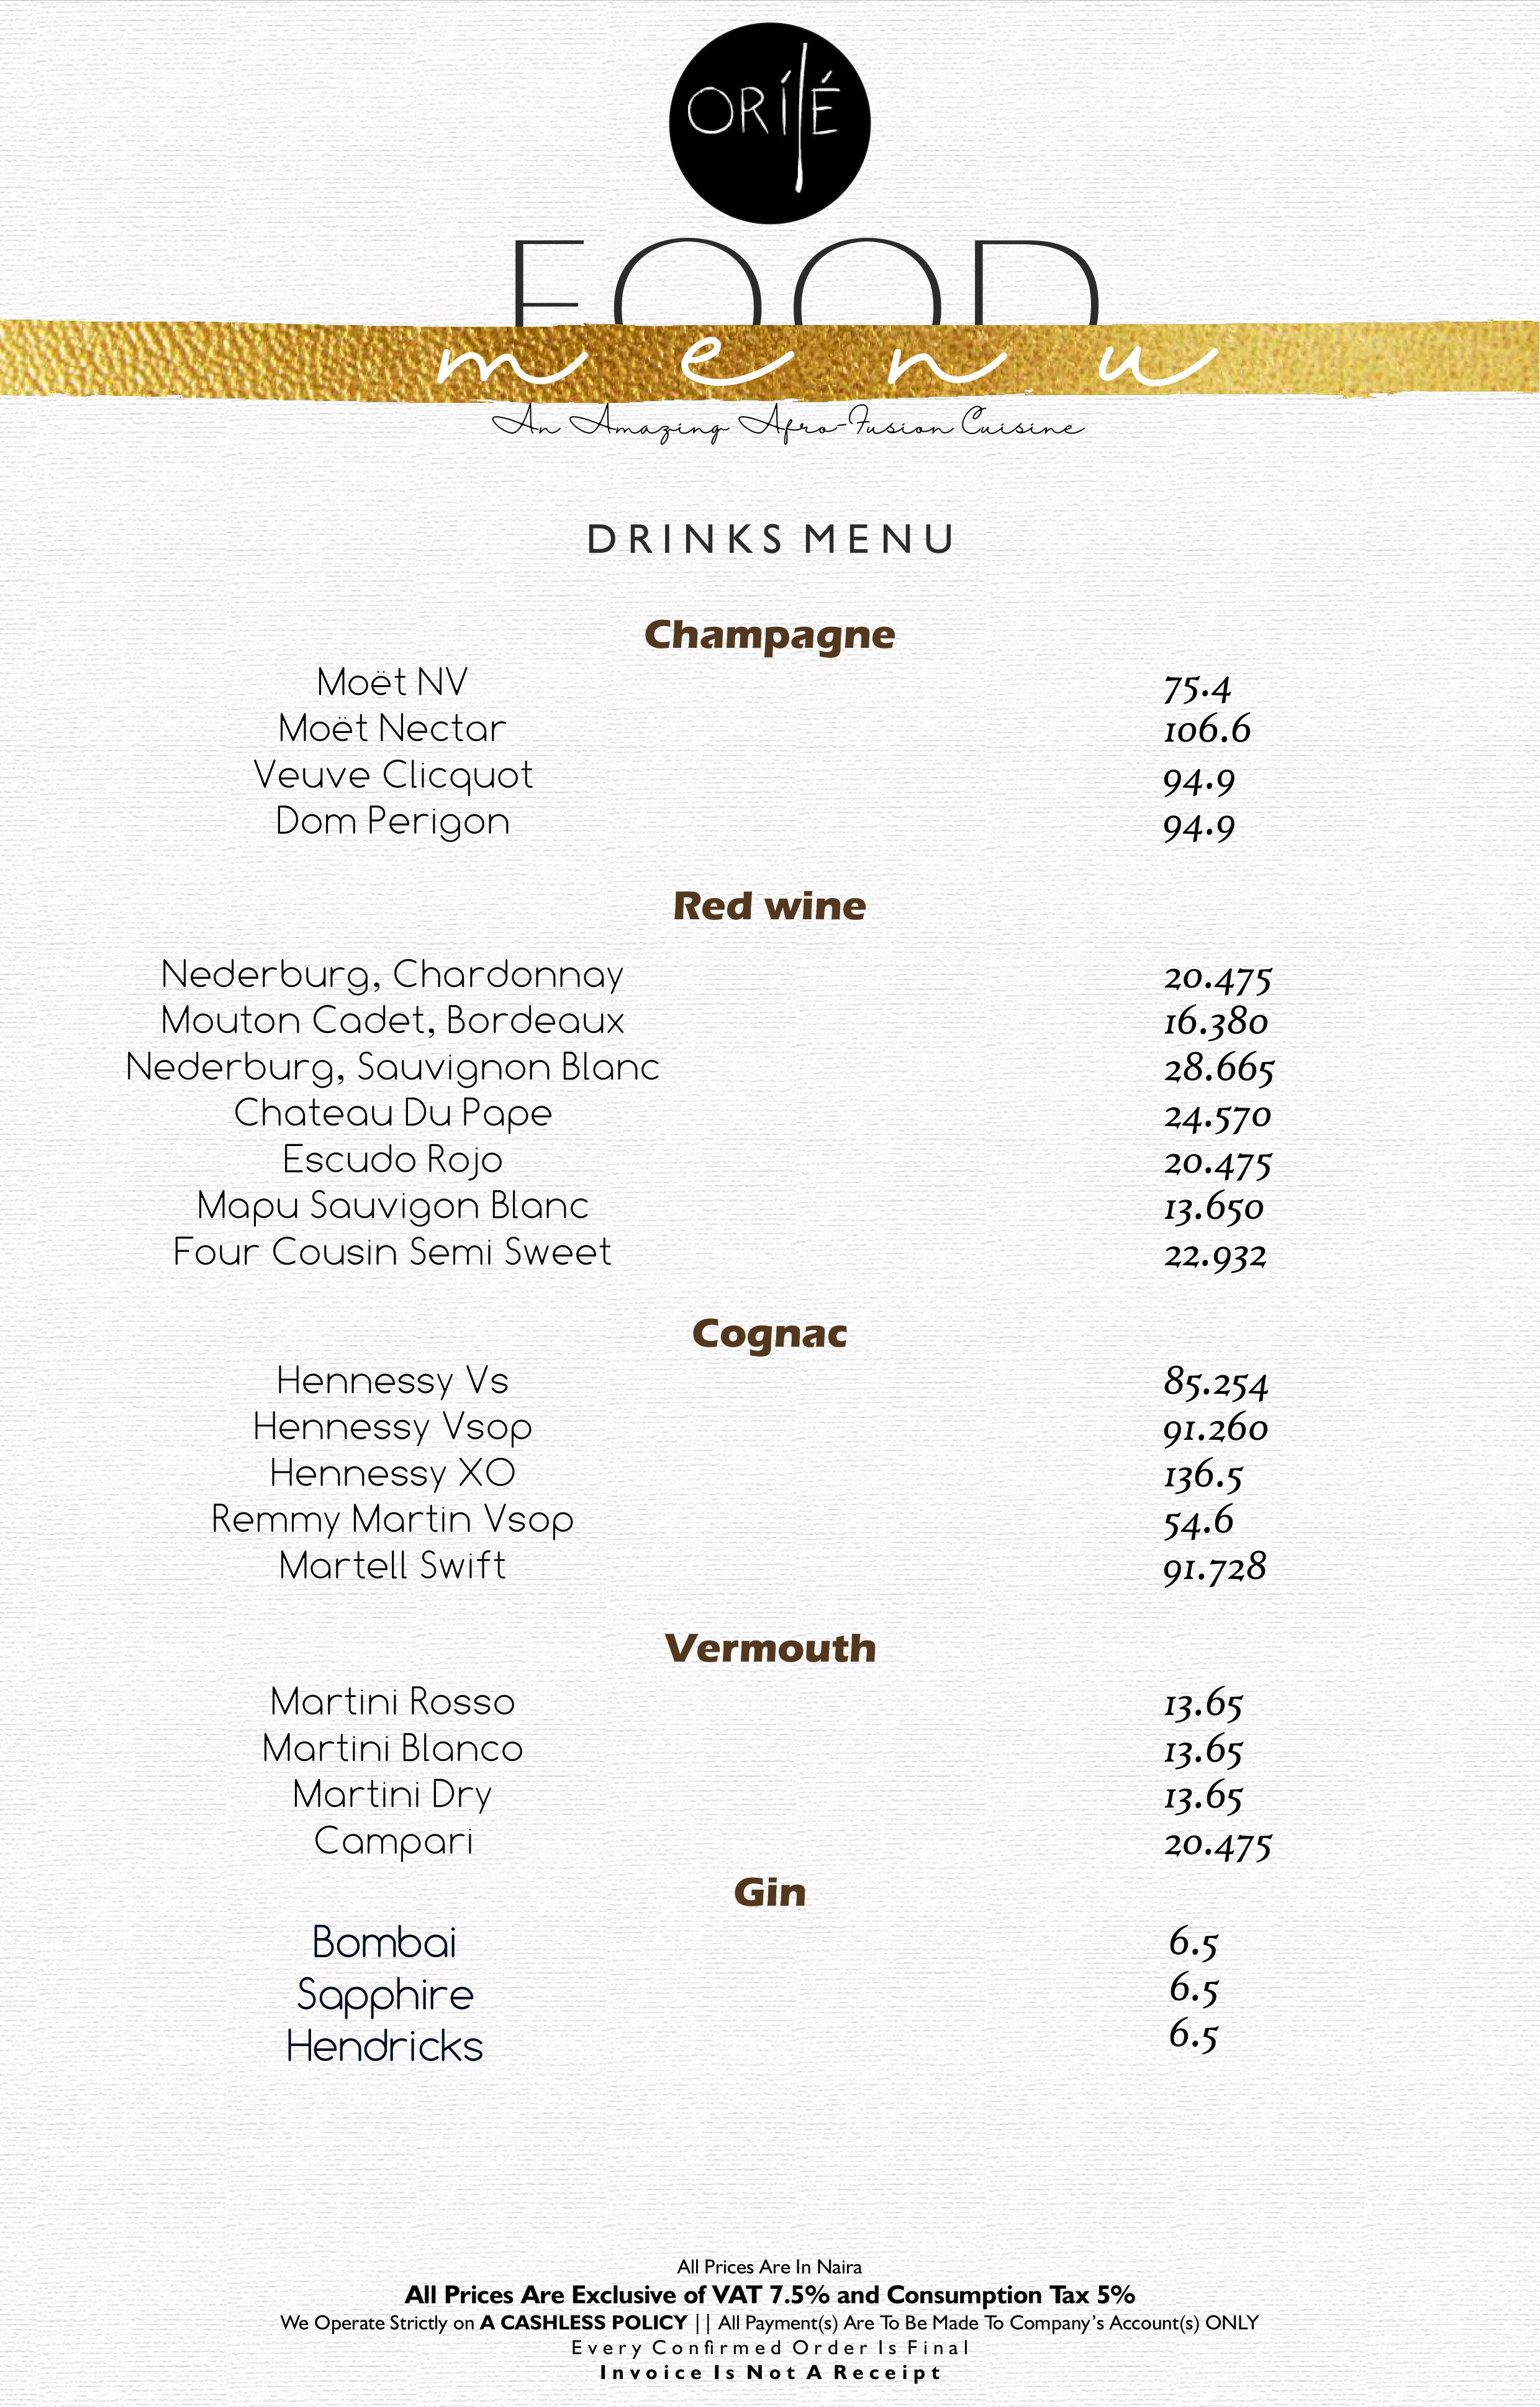 ORÍLÉ
FOOD
menu
An Amazing Afro-Fusion Cuisine
DRINKS MENU
Champagne
Moët NV 75.4
Moët Nectar 106.6
Veuve Clicquot 94.9
Dom Perigon 94.9
Red wine
Nederburg, Chardonnay 20.475
Mouton Cadet, Bordeaux 16.380
Nederburg, Sauvignon Blanc 28.665
Chateau Du Pape 24.570
Escudo Rojo 20.475
Mapu Sauvigon Blanc 13.650
Four Cousin Semi Sweet 22.932
Cognac
Hennessy Vs 85.254
Hennessy Vsop 91.260
Hennessy XO 136.5
Remmy Martin Vsop 54.6
Martell Swift 91.728
Vermouth
Martini Rosso 13.65
Martini Blanco 13.65
Martini Dry 13.65
Campari 20.475
Gin
Bombai 6.5
Sapphire 6.5
Hendricks 6.5
All Prices Are In Naira
All Prices Are Exclusive of VAT 7.5% and Consumption Tax 5%
We Operate Strictly on A CASHLESS POLICY || All Payment(s) Are To Be Made To Company's Account(s) ONLY
Every Confirmed Order Is Final
Invoice Is Not A Receipt